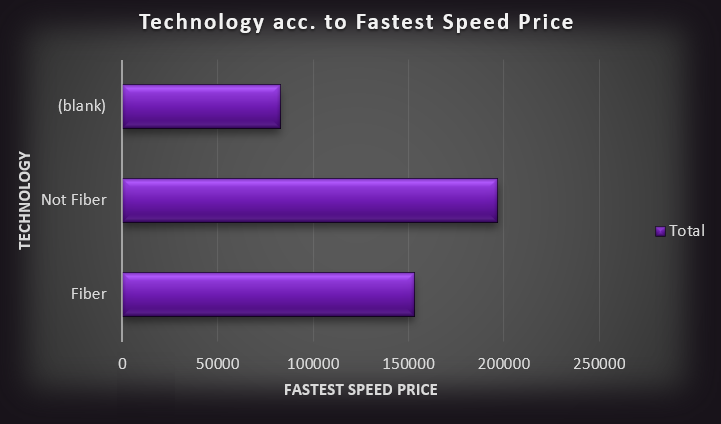 Technology acc. to Fastest Speed Price
(blank)
Not Fiber
Fiber
TECHNOLOGY
0 50000 100000 150000 200000 250000
FASTEST SPEED PRICE
Total